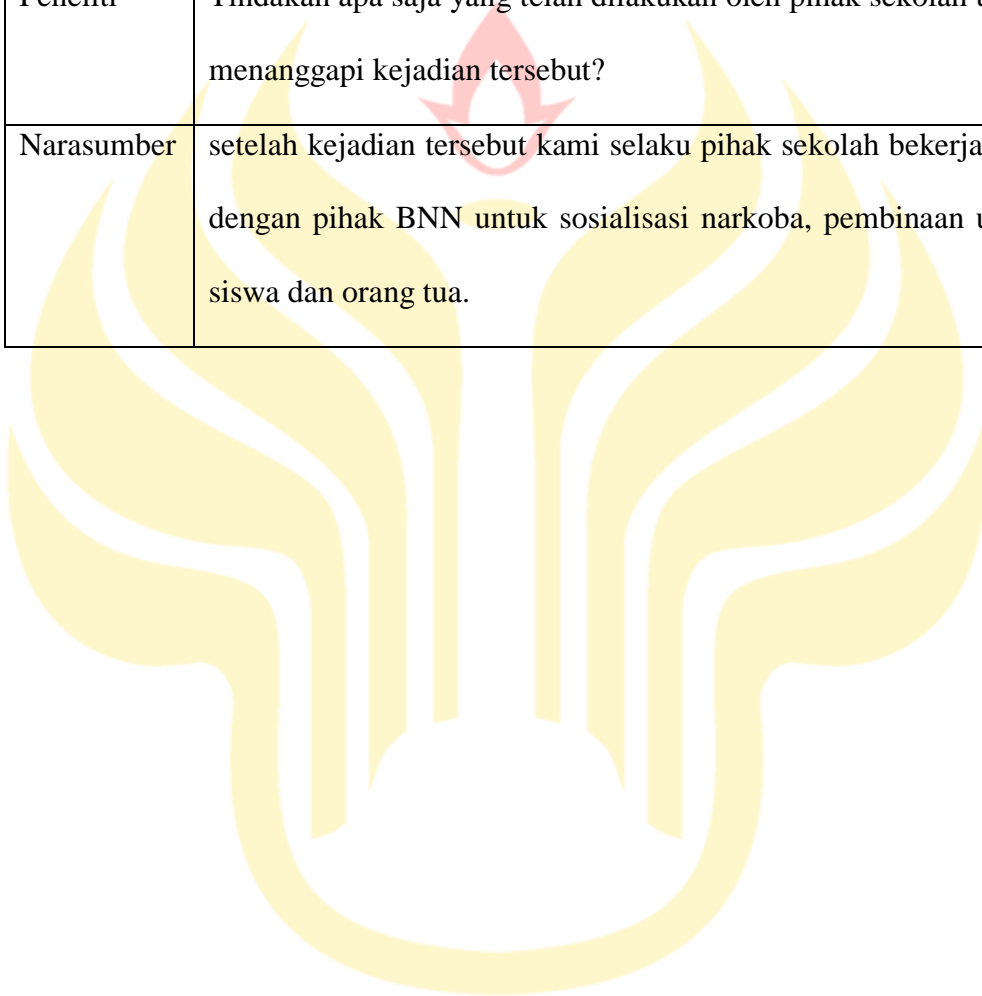 Peneliti Tindakan apa saja yang telah dilakukan oleh pihak sekolah
menanggapi kejadian tersebut?
Narasumber setelah kejadian tersebut kami selaku pihak sekolah bekerja
dengan pihak BNN untuk sosialisasi narkoba, pembinaan
siswa dan orang tua.